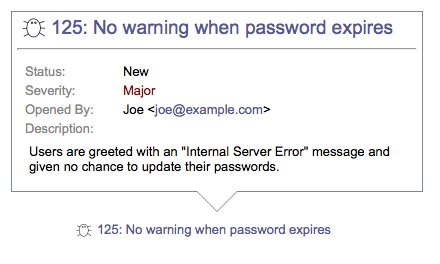 125: No warning when password expires
Status: New
Severity: Major
Opened By: Joe <joe@example.com>
Description:
Users are greeted with an "Internal Server Error" message and
given no chance to update their passwords.
125: No warning when password expires